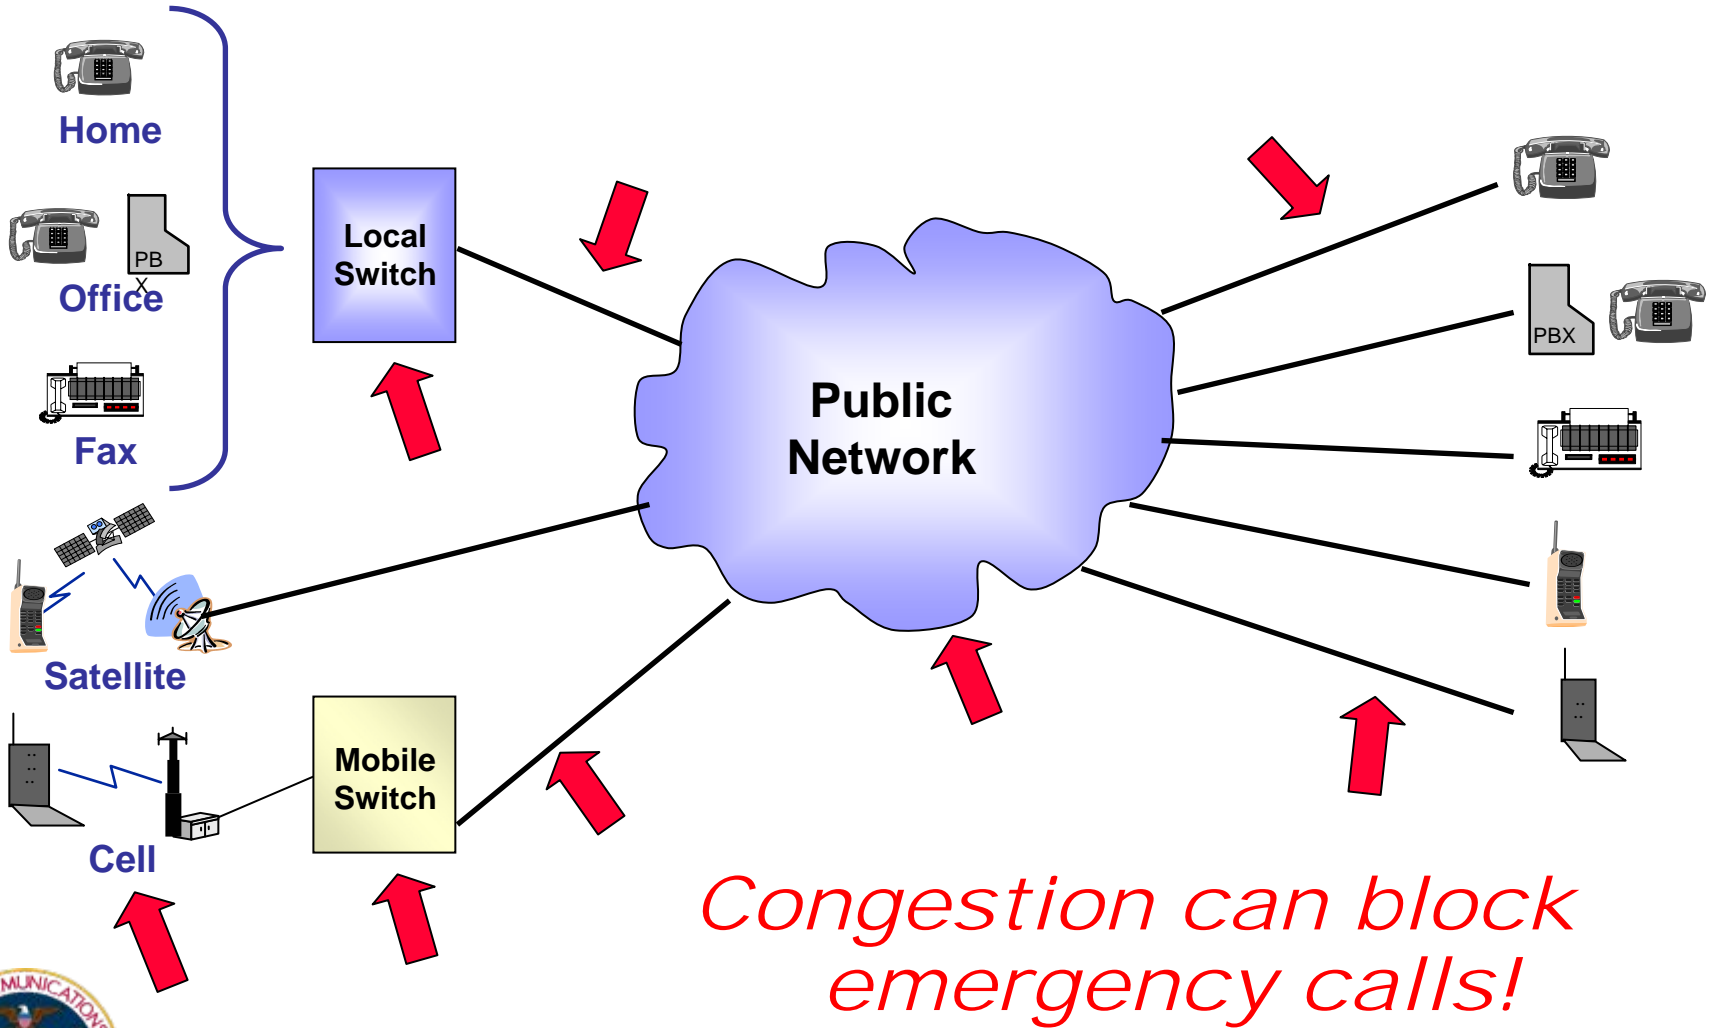 Home
PB
X
Office
Fax
Satellite
Cell
Local
Switch
Mobile
Switch
Public
Network
PBX
Congestion can block
emergency calls!